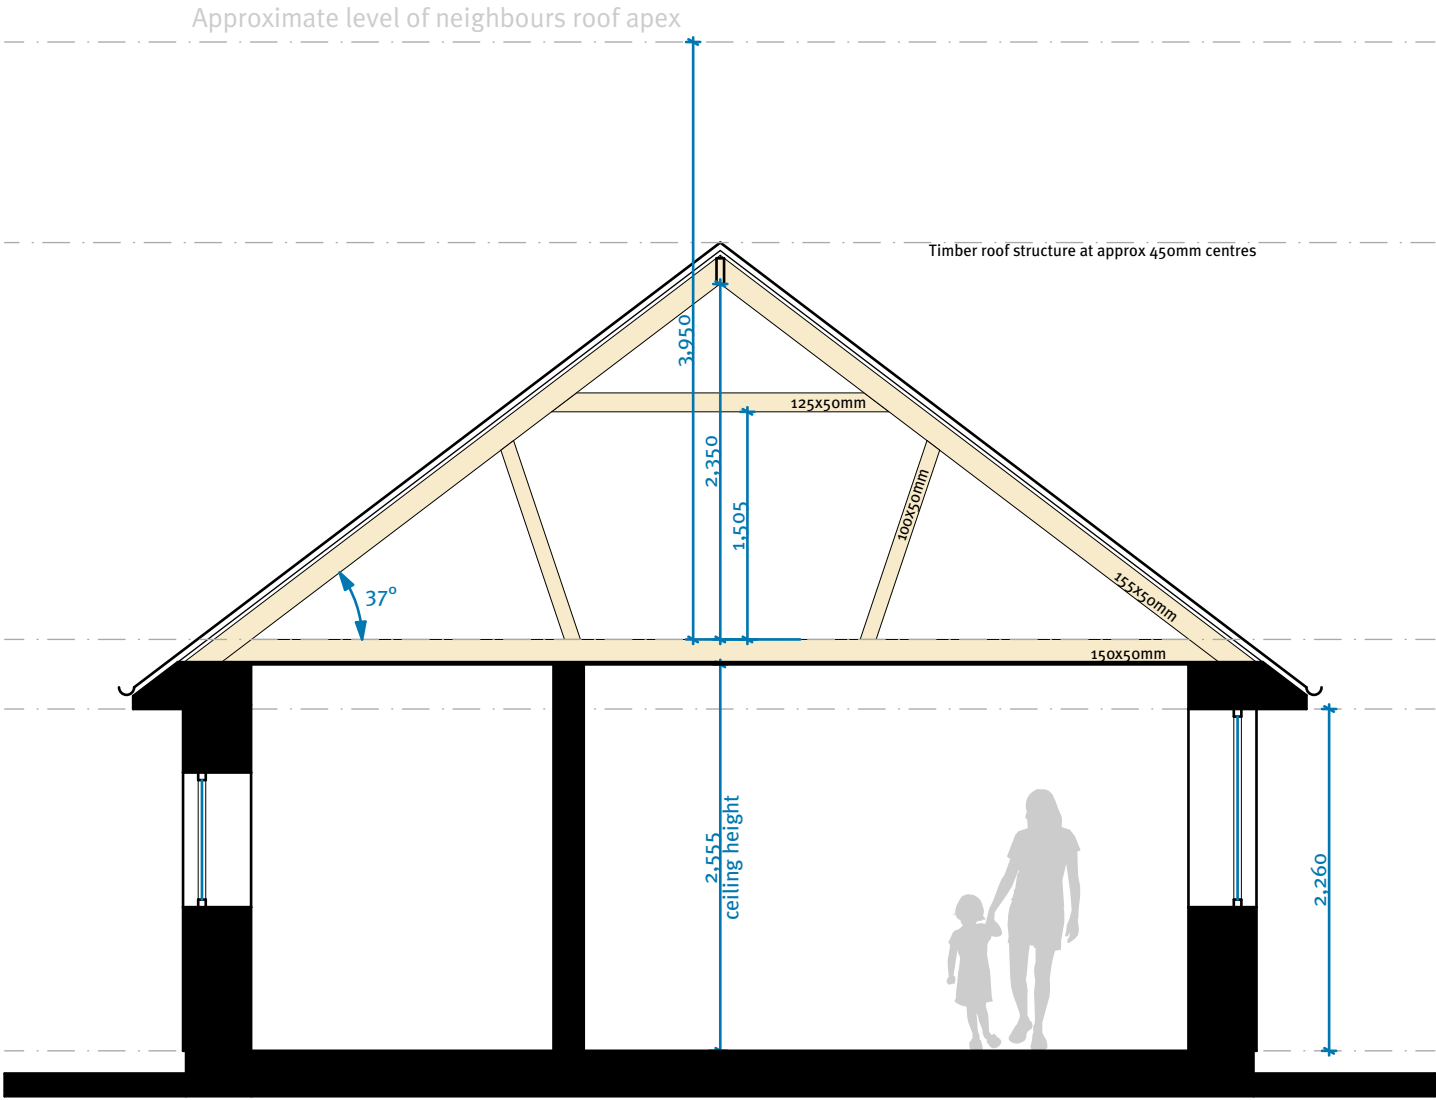 Approximate level of neighbours roof apex
Timber roof structure at approx 450mm centres
3,950
125x50mm
2,350
1,505
100x50mm
37°
155x50mm
150x50mm
2,555
ceiling height
2,260